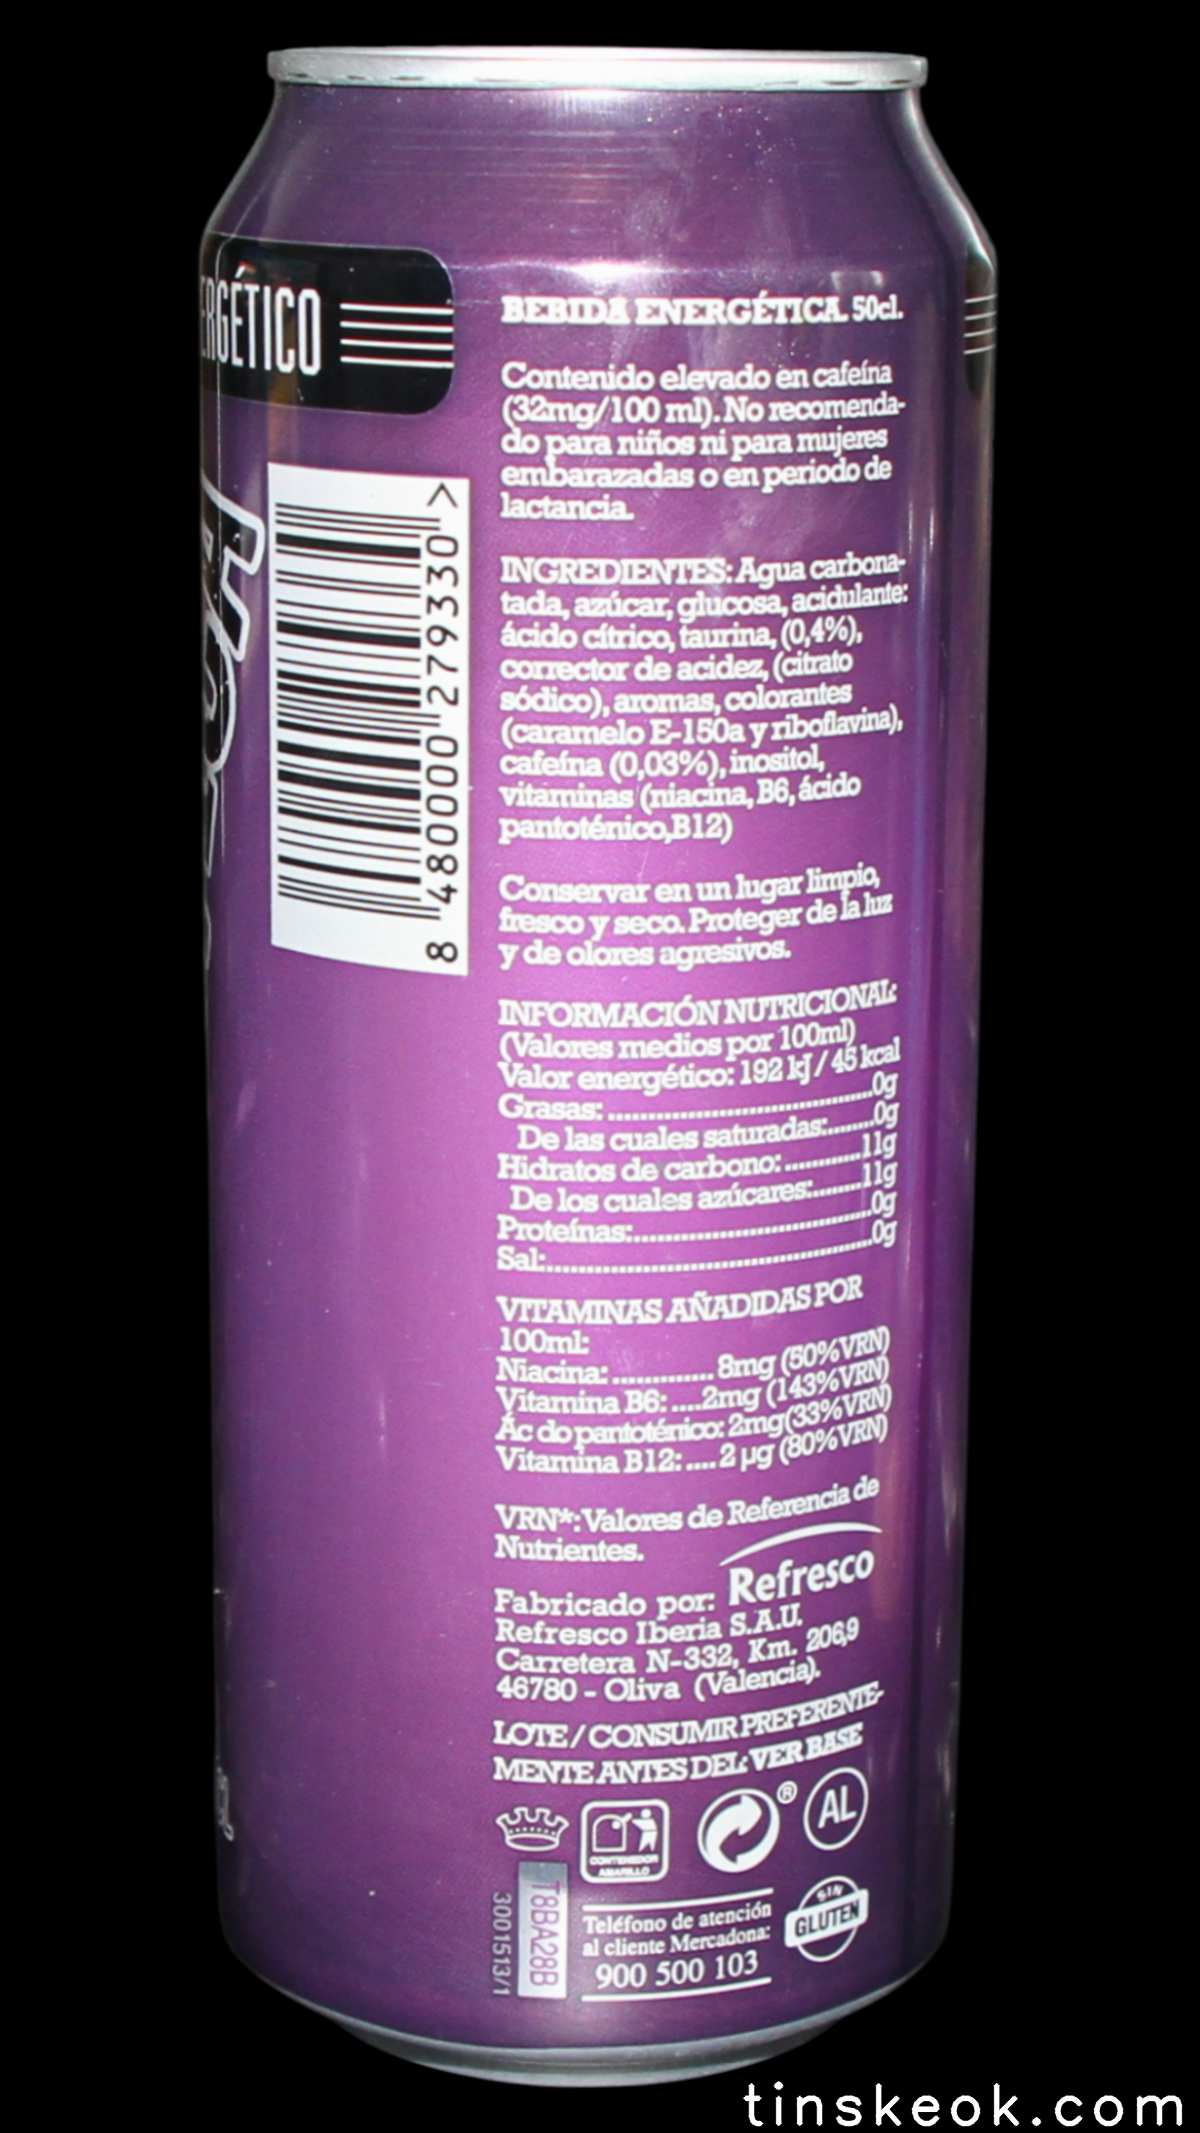 ERGÉTICO
8 480000 279330 >
BEBIDA ENERGÉTICA. 50cl.
Contenido elevado en cafeína
(32mg/100 ml). No recomenda-
do para niños ni para mujeres
embarazadas o en periodo de
lactancia.
INGREDIENTES: Agua carbona-
tada, azúcar, glucosa, acidulante:
ácido cítrico, taurina, (0,4%),
corrector de acidez, (citrato
sódico), aromas, colorantes
(caramelo E-150a y riboflavina),
cafeína (0,03%), inositol,
vitaminas (niacina, B6, ácido
pantoténico,B12)
Conservar en un lugar limpio,
fresco y seco. Proteger de la luz
y de olores agresivos.
INFORMACIÓN NUTRICIONAL:
(Valores medios por 100ml)
Valor energético: 192 kJ / 45 kcal
Grasas:....................................0g
De las cuales saturadas:........0g
Hidratos de carbono:............11g
De los cuales azúcares:.........11g
Proteínas:................................0g
Sal:...........................................0g
VITAMINAS AÑADIDAS POR
100ml:
Niacina: ............. 8mg (50%VRN)
Vitamina B6: ....2mg (143%VRN)
Ác do pantoténico: 2mg(33%VRN)
Vitamina B12: .... 2 µg (80%VRN)
VRN*: Valores de Referencia de
Nutrientes.
Refresco
Fabricado por:
Refresco Iberia S.A.U.
Carretera N-332, Km. 206,9
46780 - Oliva (Valencia).
LOTE / CONSUMIR PREFERENTE-
MENTE ANTES DEL: VER BASE
CONTENEDOR
AMARILLO
®
AL
T8BA28B
3001513/1
Teléfono de atención
al cliente Mercadona:
900 500 103
SIN
GLUTEN
tinskeok.com